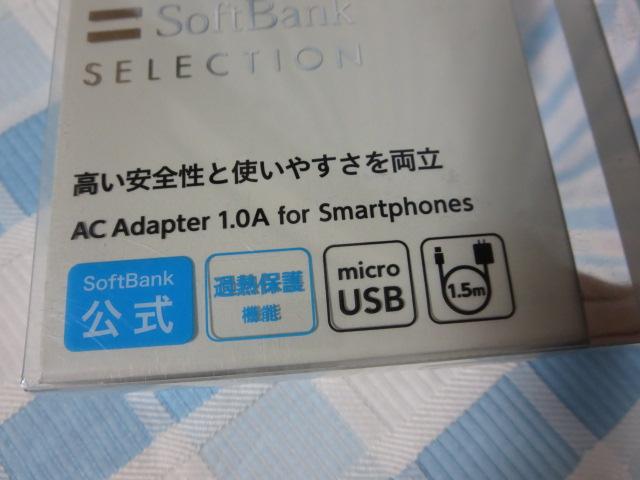 SoftBank
SELECTION
高い安全性と使いやすさを両立
AC Adapter 1.0A for Smartphones
SoftBank
公式
過熱保護
機能
micro
USB
1.5m